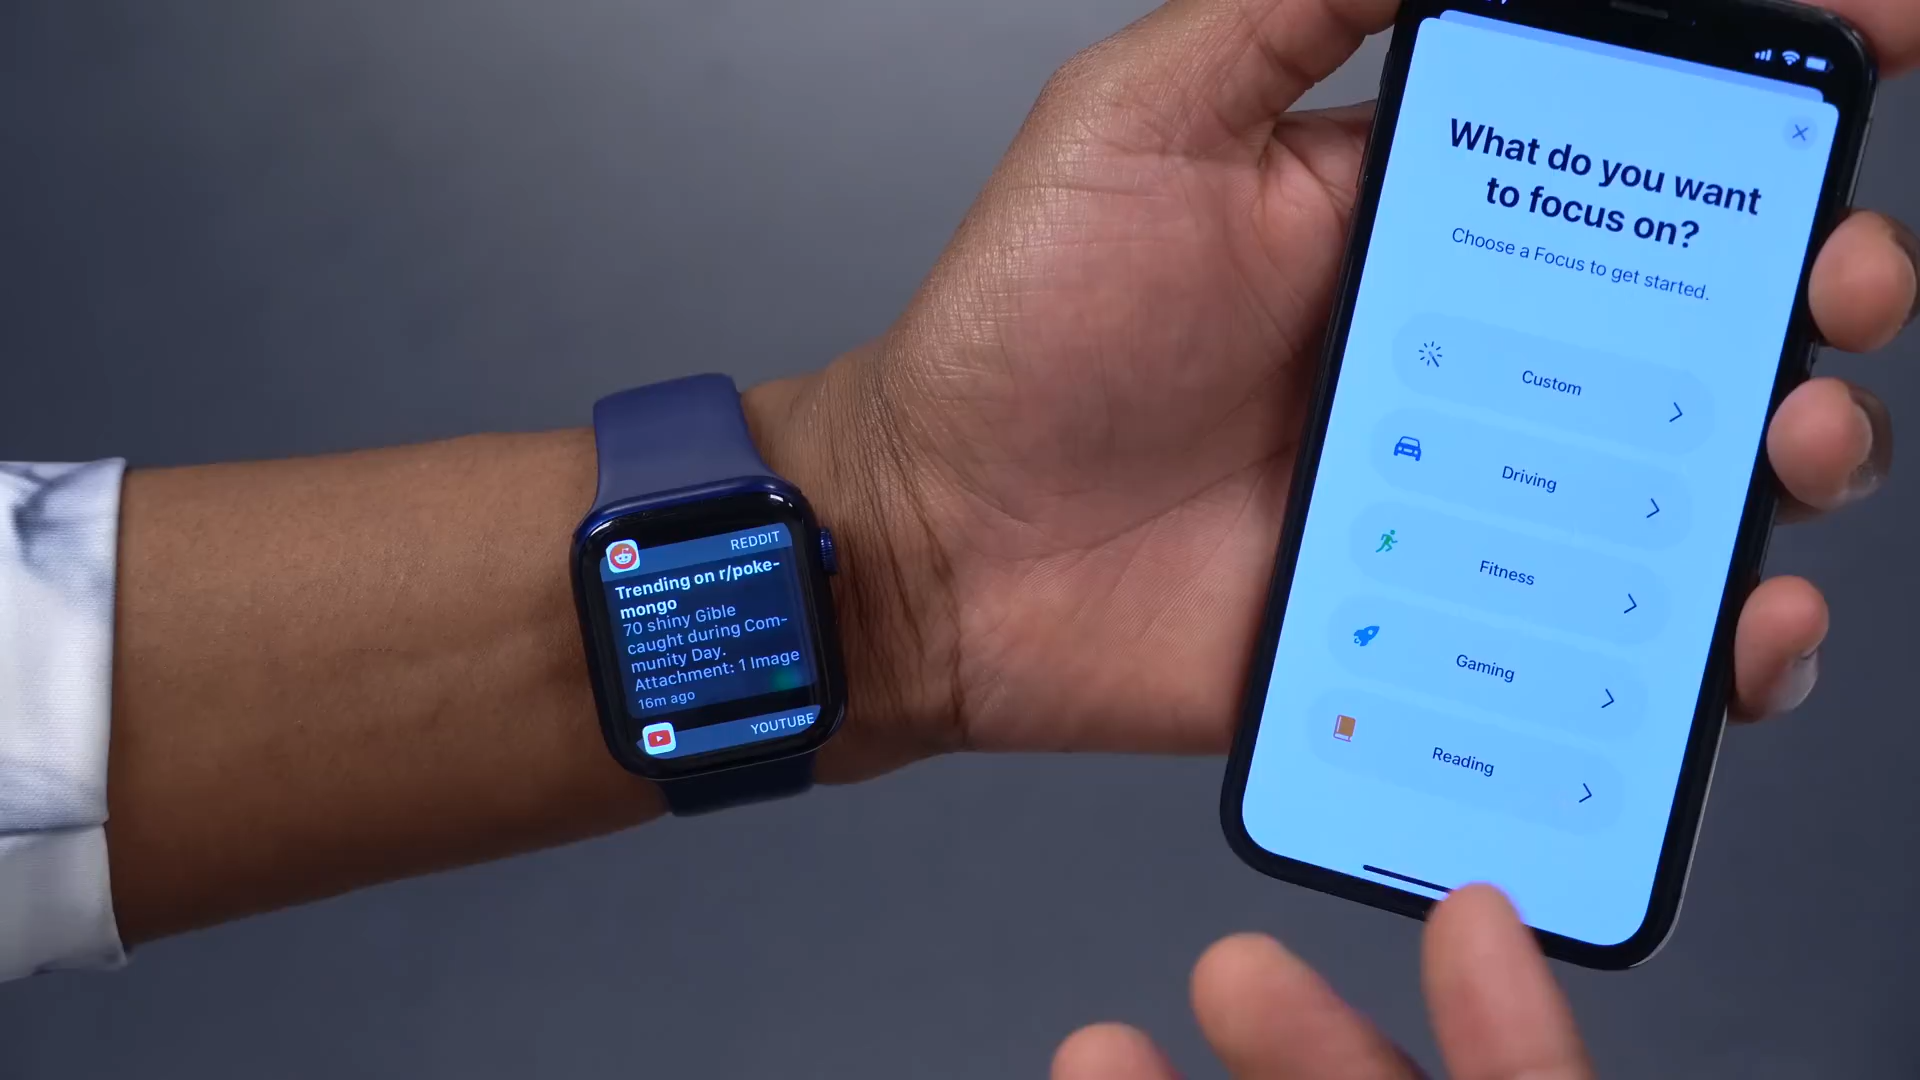 REDDIT
Trending on r/poke-
mongo
70 shiny Gible
caught during Com-
munity Day.
Attachment: 1 Image
16m ago
YOUTUBE
What do you want
to focus on?
Choose a Focus to get started.
Custom
Driving
Fitness
Gaming
Reading